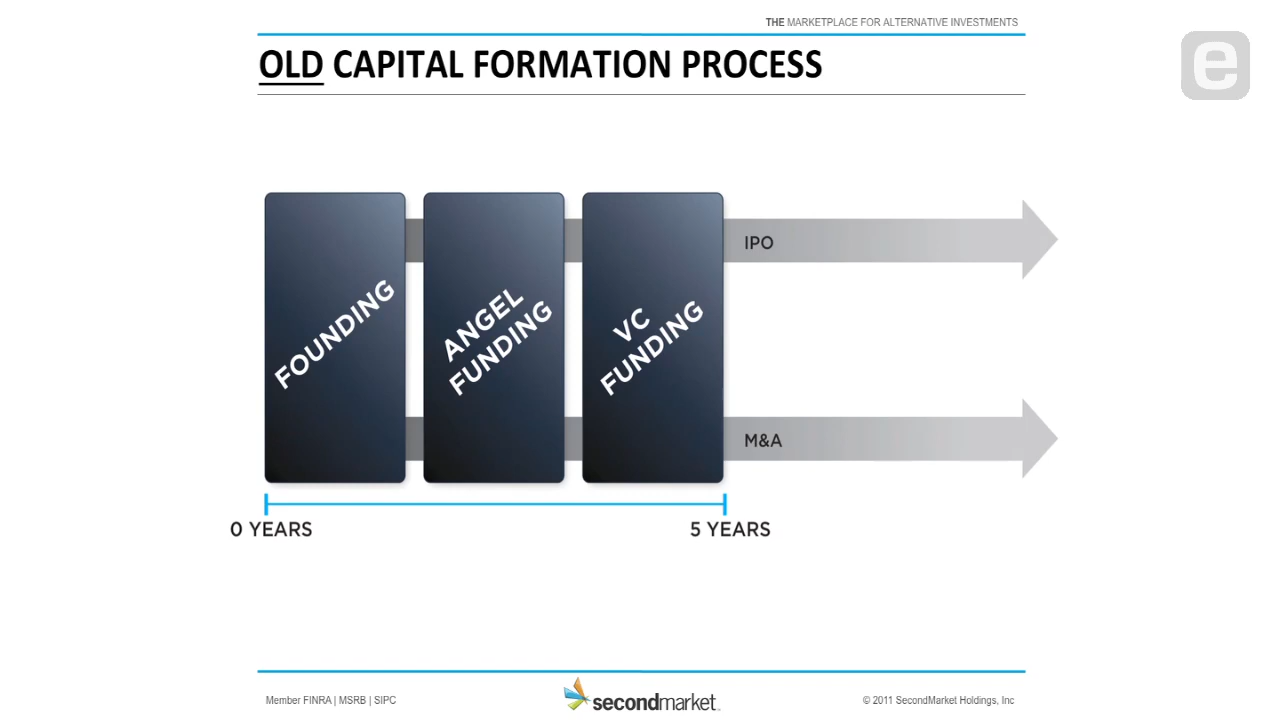 THE MARKETPLACE FOR ALTERNATIVE INVESTMENTS
e
OLD CAPITAL FORMATION PROCESS
FOUNDING
ANGEL
FUNDING
VC
FUNDING
IPO
M&A
0 YEARS
5 YEARS
Member FINRA | MSRB | SIPC
secondmarket
© 2011 SecondMarket Holdings, Inc